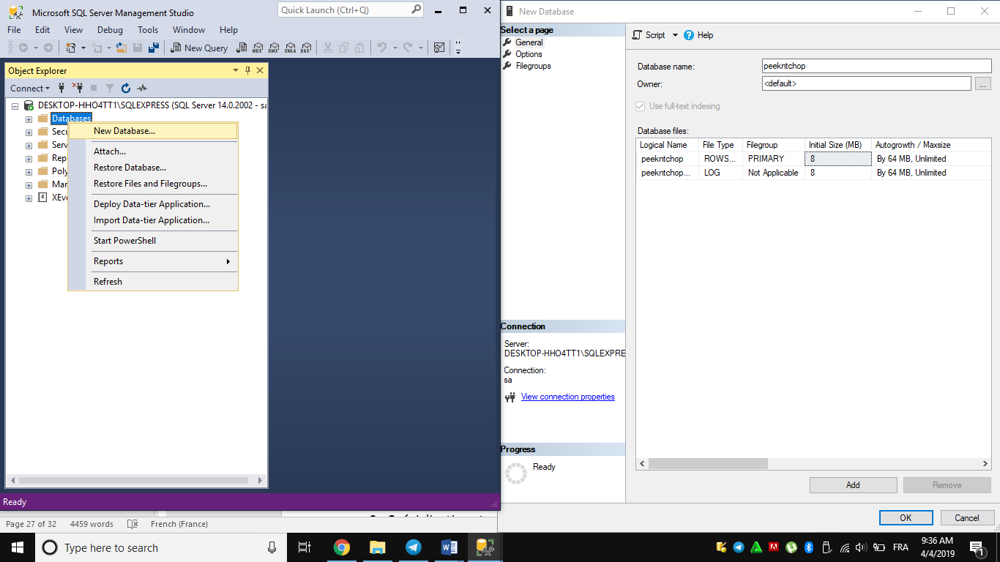 Microsoft SQL Server Management Studio
Quick Launch (Ctrl+Q)
File Edit View Debug Tools Window Help
New Query
MDX DMX XMLA DAX
Object Explorer
Connect
DESKTOP-HHO4TT1\SQLEXPRESS (SQL Server 14.0.2002 - sa
Databases
Secu
Serv
Rep
Poly
Mar
XEve
New Database...
Attach...
Restore Database...
Restore Files and Filegroups...
Deploy Data-tier Application...
Import Data-tier Application...
Start PowerShell
Reports
Refresh
Ready
Page 27 of 32 4459 words French (France)
New Database
Select a page
General
Options
Filegroups
Script Help
Database name: peekntchop
Owner: <default> ...
Use full-text indexing
Database files:
Logical Name File Type Filegroup Initial Size (MB) Autogrowth / Maxsize
peekntchop ROWS... PRIMARY 8 By 64 MB, Unlimited
peekntchop... LOG Not Applicable 8 By 64 MB, Unlimited
Connection
Server:
DESKTOP-HHO4TT1\SQLEXPRE
Connection:
sa
View connection properties
Progress
Ready
Add Remove
OK Cancel
Type here to search
FRA
9:36 AM
4/4/2019
1